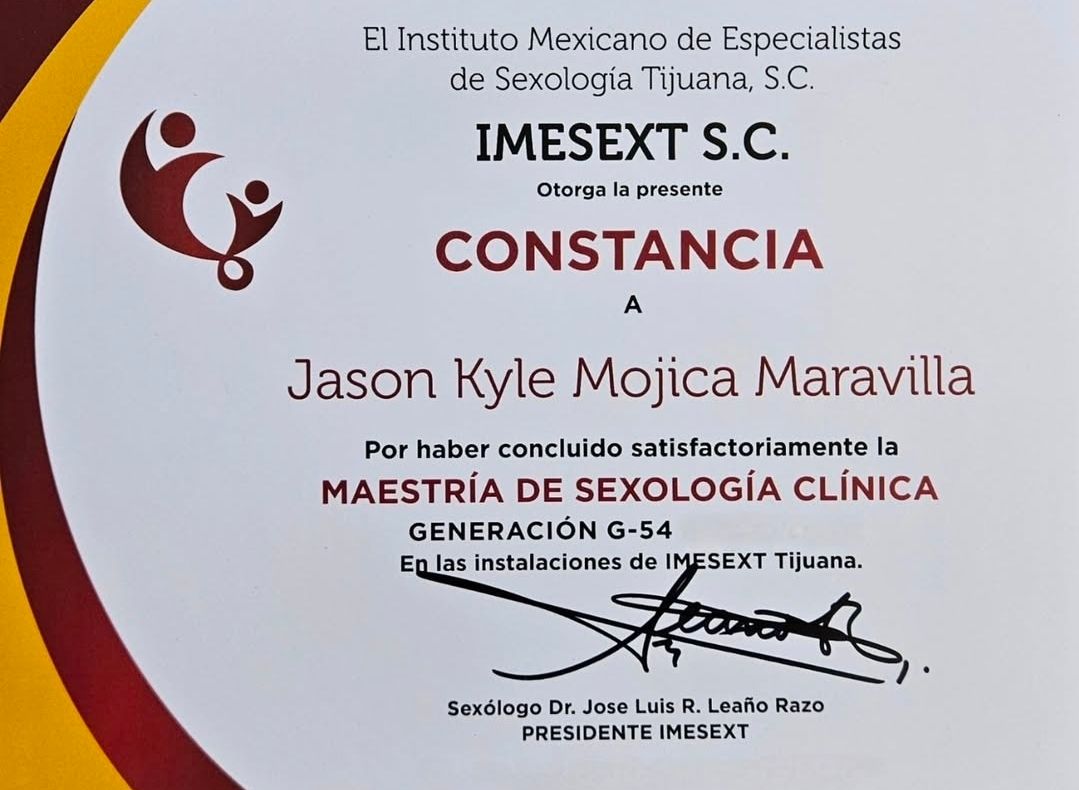 El Instituto Mexicano de Especialistas
de Sexología Tijuana, S.C.
IMESEXT S.C.
Otorga la presente
CONSTANCIA
A
Jason Kyle Mojica Maravilla
Por haber concluido satisfactoriamente la
MAESTRÍA DE SEXOLOGÍA CLÍNICA
GENERACIÓN G-54
En las instalaciones de IMESEXT Tijuana.
Sexólogo Dr. Jose Luis R. Leaño Razo
PRESIDENTE IMESEXT